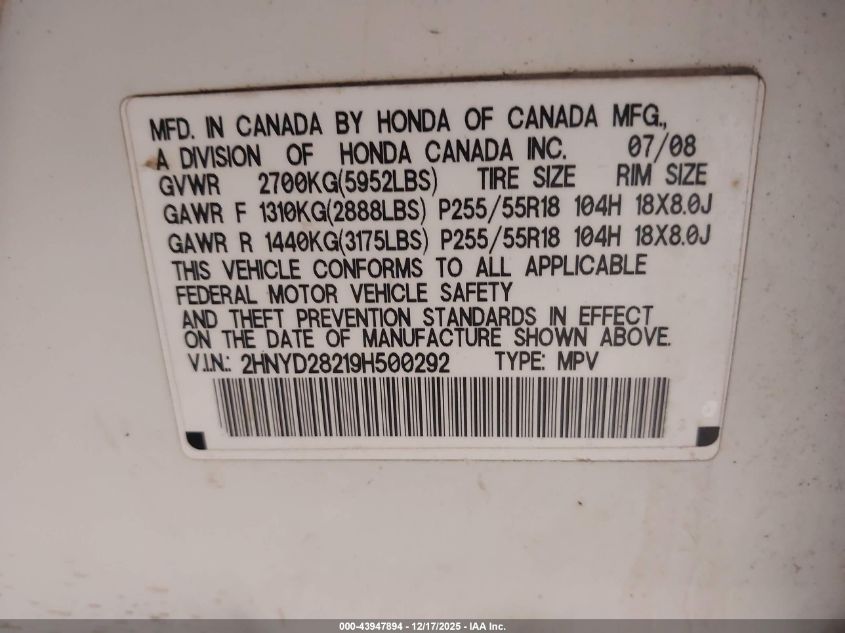 MFD. IN CANADA BY HONDA OF CANADA MFG.,
A DIVISION OF HONDA CANADA INC. 07/08
GVWR 2700KG(5952LBS) TIRE SIZE RIM SIZE
GAWR F 1310KG(2888LBS) P255/55R18 104H 18X8.0J
GAWR R 1440KG(3175LBS) P255/55R18 104H 18X8.0J
THIS VEHICLE CONFORMS TO ALL APPLICABLE
FEDERAL MOTOR VEHICLE SAFETY
AND THEFT PREVENTION STANDARDS IN EFFECT
ON THE DATE OF MANUFACTURE SHOWN ABOVE.
V.I.N.: 2HNYD28219H500292 TYPE: MPV
000-43947894 - 12/17/2025 - IAA Inc.